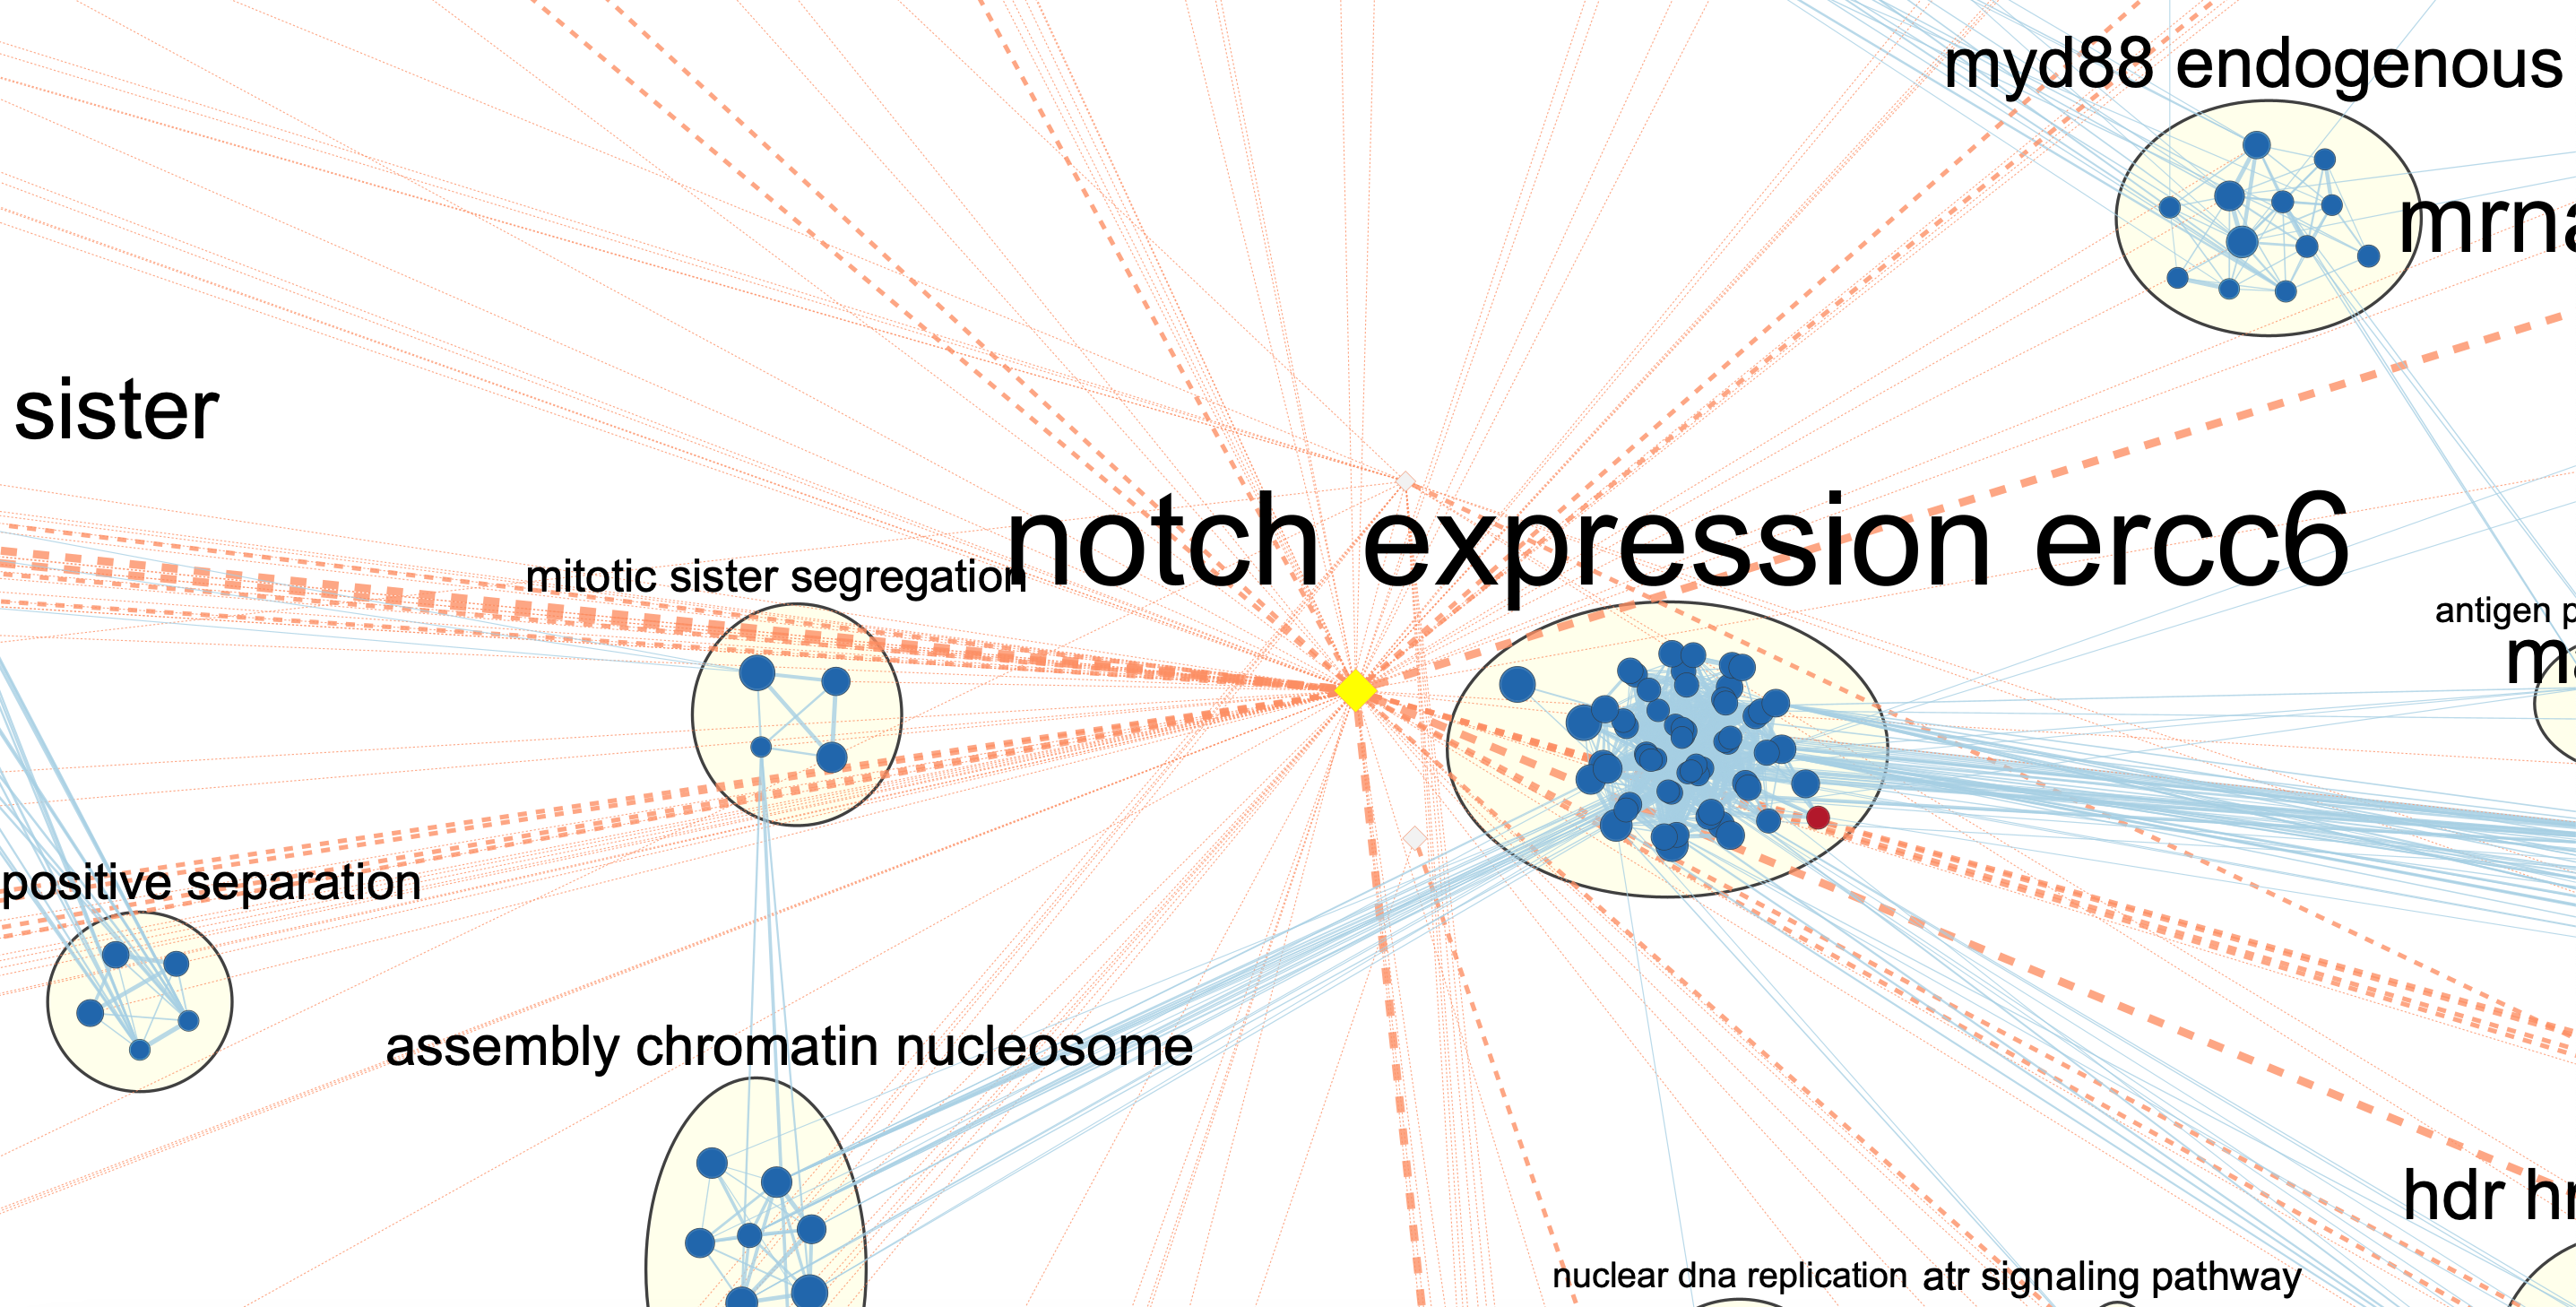 myd88 endogenous
mrna
sister
notch expression ercc6
mitotic sister segregation
antigen p
ma
positive separation
assembly chromatin nucleosome
hdr hr
nuclear dna replication
atr signaling pathway